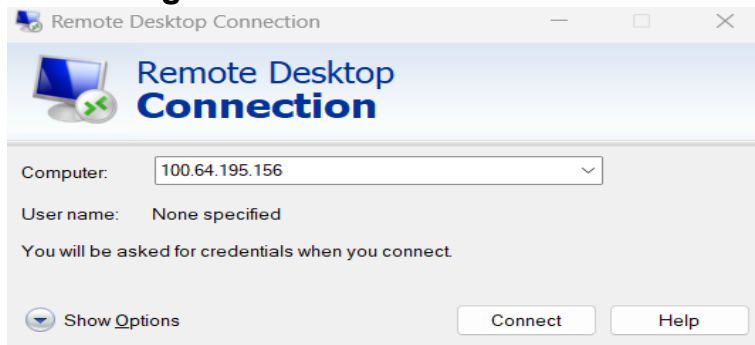 Remote Desktop Connection
Remote Desktop
Connection
Computer: 100.64.195.156
User name: None specified
You will be asked for credentials when you connect.
Show Options
Connect
Help